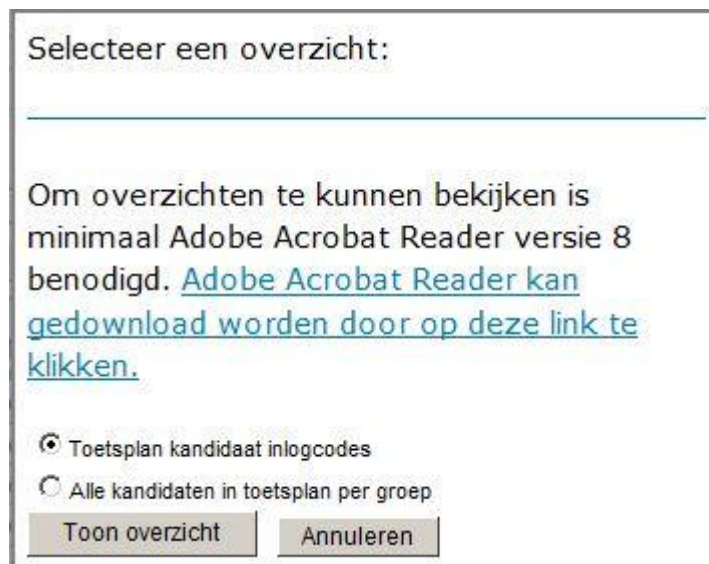 Selecteer een overzicht:
Om overzichten te kunnen bekijken is
minimaal Adobe Acrobat Reader versie 8
benodigd. Adobe Acrobat Reader kan
gedownload worden door op deze link te
klikken.
Toetsplan kandidaat inlogcodes
Alle kandidaten in toetsplan per groep
Toon overzicht Annuleren